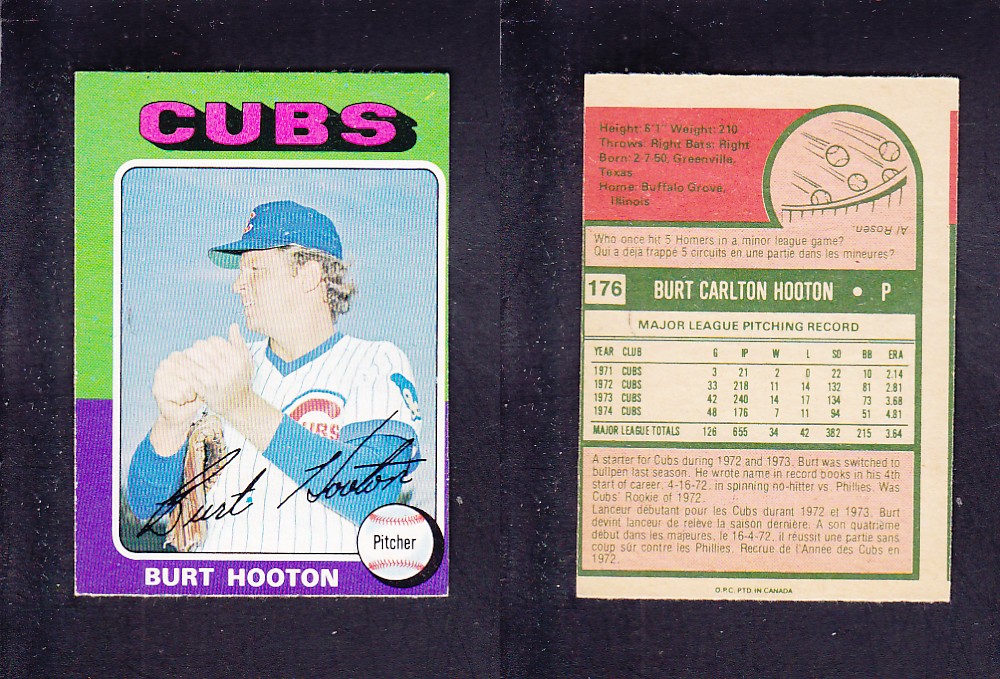 CUBS
C
UBS
Burt Hooton
Pitcher
BURT HOOTON
Height: 6'1" Weight: 210
Throws: Right Bats: Right
Born: 2-7-50, Greenville,
Texas
Home: Buffalo Grove,
Illinois
Al Rosen.
Who once hit 5 Homers in a minor league game?
Qui a déja frappé 5 circuits en une partie dans les mineures?
176 BURT CARLTON HOOTON • P
MAJOR LEAGUE PITCHING RECORD
YEAR CLUB G IP W L SO BB ERA
1971 CUBS 3 21 2 0 22 10 2.14
1972 CUBS 33 218 11 14 132 81 2.81
1973 CUBS 42 240 14 17 134 73 3.68
1974 CUBS 48 176 7 11 94 51 4.81
MAJOR LEAGUE TOTALS 126 655 34 42 382 215 3.64
A starter for Cubs during 1972 and 1973. Burt was switched to
bullpen last season. He wrote name in record books in his 4th
start of career. 4-16-72. in spinning no-hitter vs. Phillies. Was
Cubs' Rookie of 1972.
Lanceur débutant pour les Cubs durant 1972 et 1973. Burt
devint lanceur de relève la saison dernière. A son quatrième
début dans les majeures, le 16-4-72. il réussit une partie sans
coup sûr contre les Phillies. Recrue de l'Année des Cubs en
1972.
O.P.C. PTD. IN CANADA